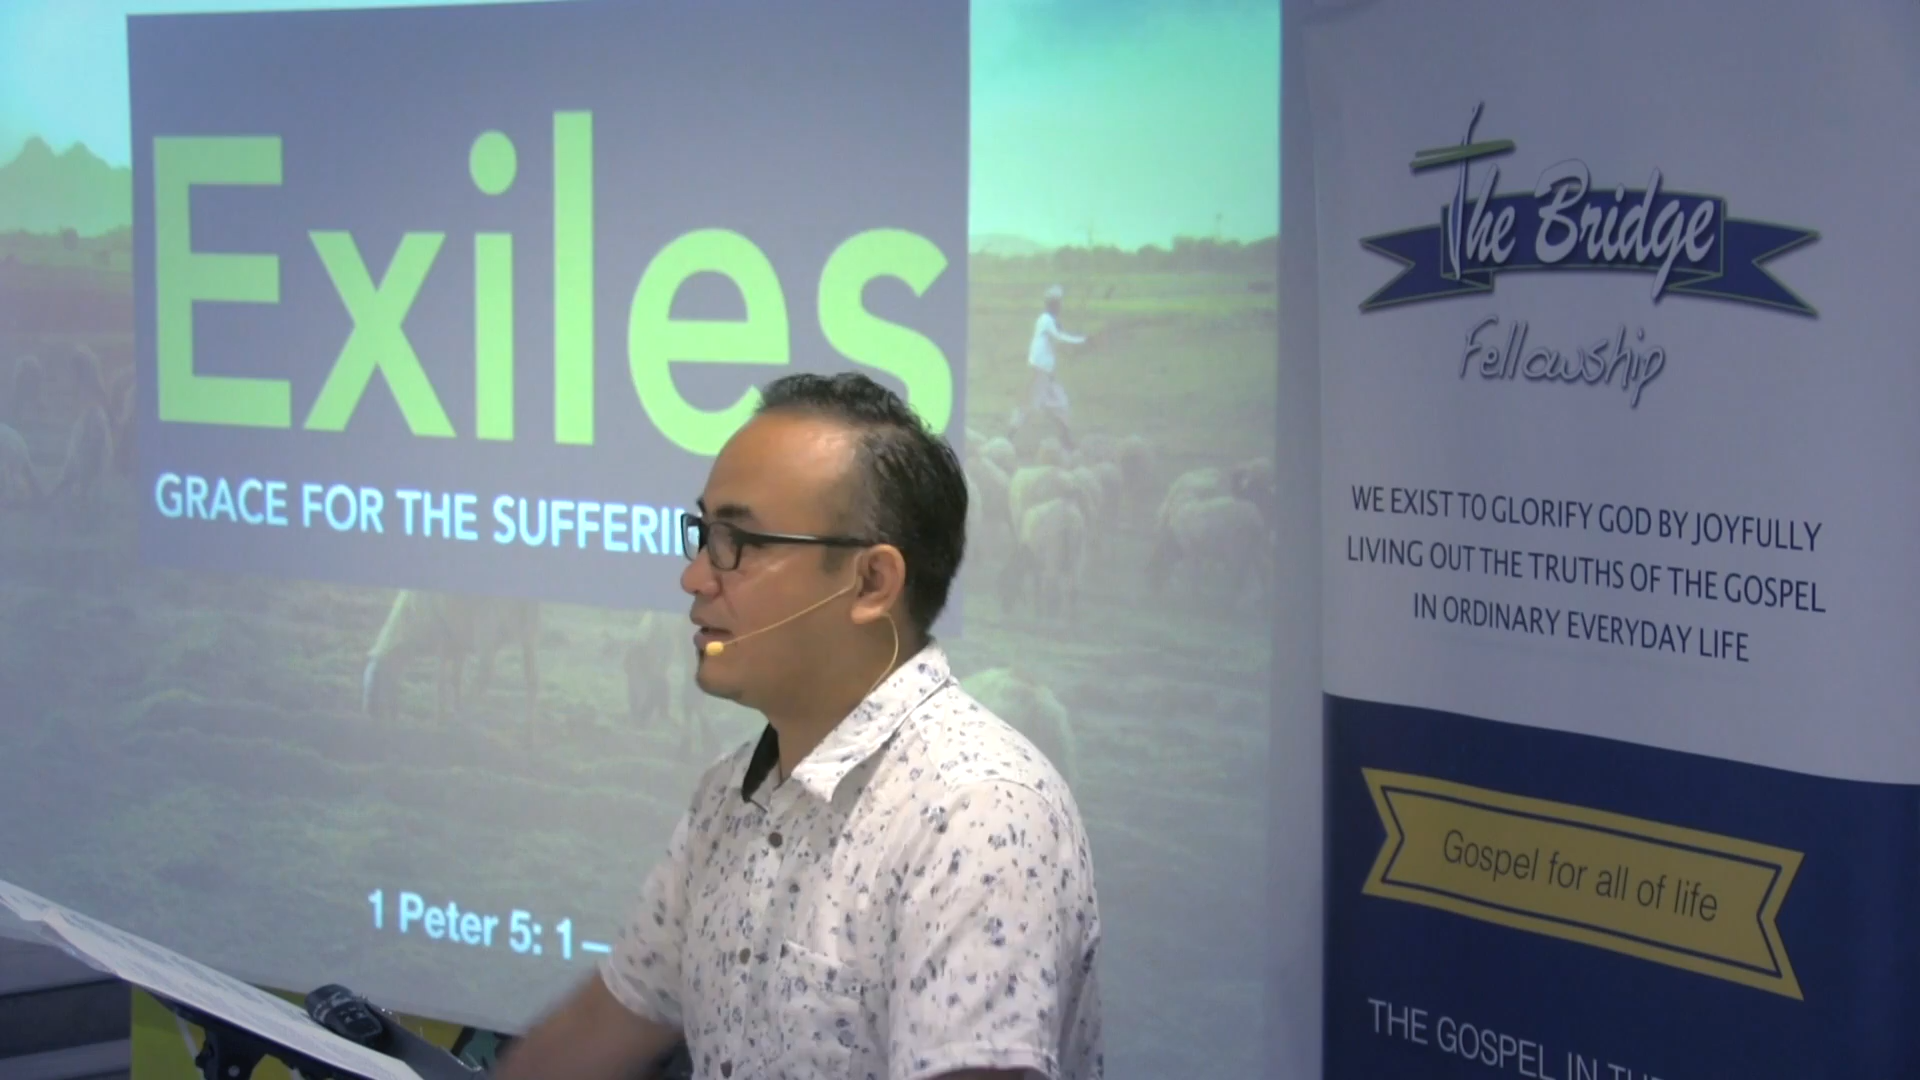 Exiles
GRACE FOR THE
1 Peter 5: 1–
The Bridge
Fellowship
WE EXIST TO GLORIFY GOD BY JOYFULLY
LIVING OUT THE TRUTHS OF THE GOSPEL
IN ORDINARY EVERYDAY LIFE
Gospel for all of life
THE GOSPEL IN